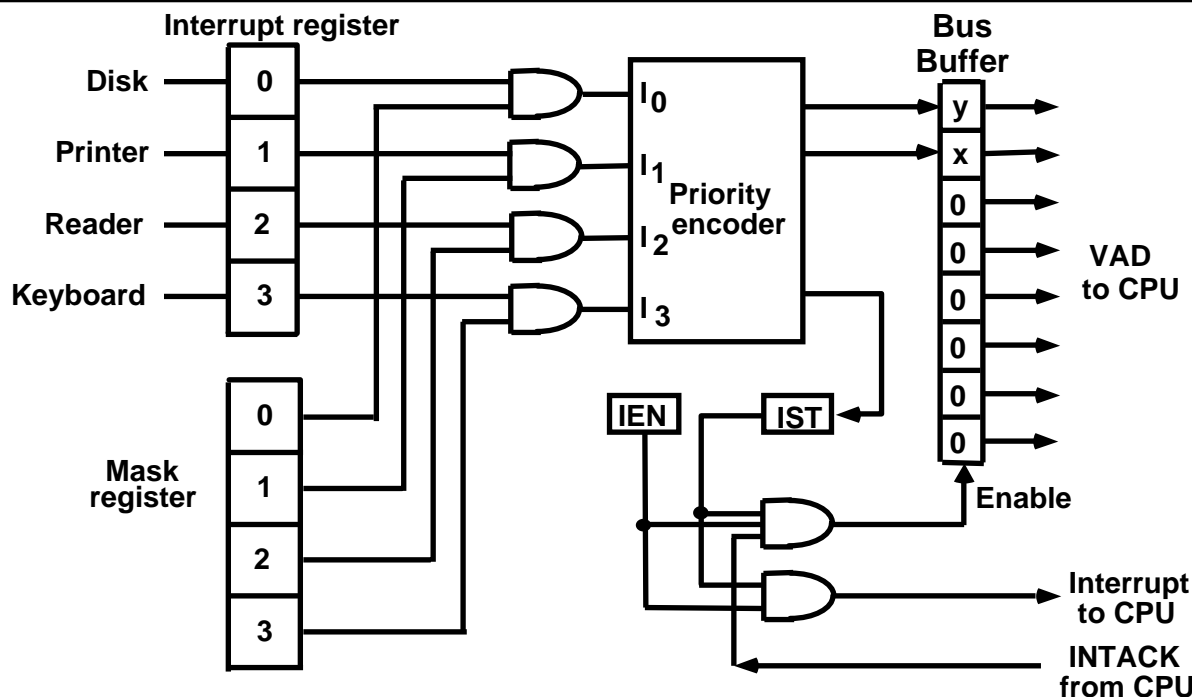 Interrupt register
Disk
Printer
Reader
Keyboard
0
1
2
3
Mask
register
0
1
2
3
I0
I1
I2
I3
Priority
encoder
Bus
Buffer
y
x
0
0
0
0
0
0
VAD
to CPU
IEN
IST
Enable
Interrupt
to CPU
INTACK
from CPU